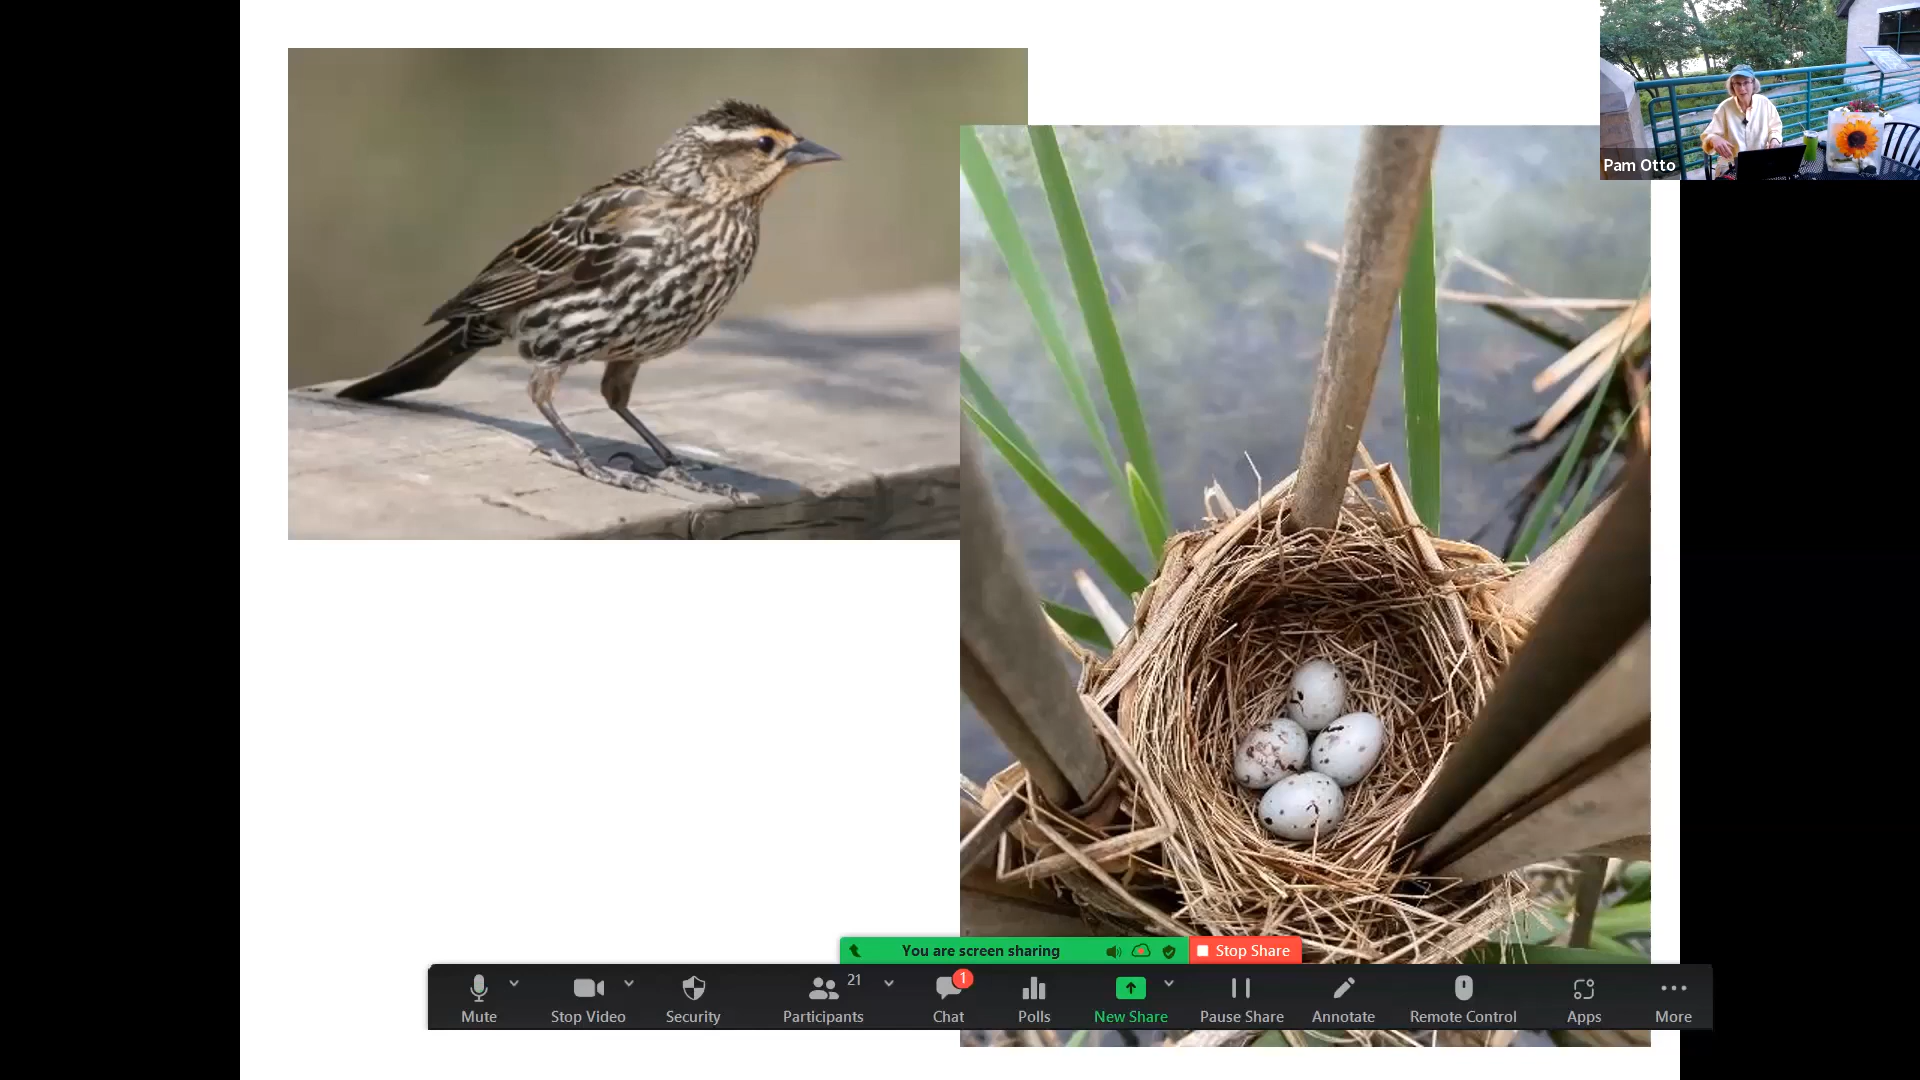 Pam Otto
You are screen sharing
Stop Share
21
1
Mute
Stop Video
Security
Participants
Chat
Polls
New Share
Pause Share
Annotate
Remote Control
Apps
More